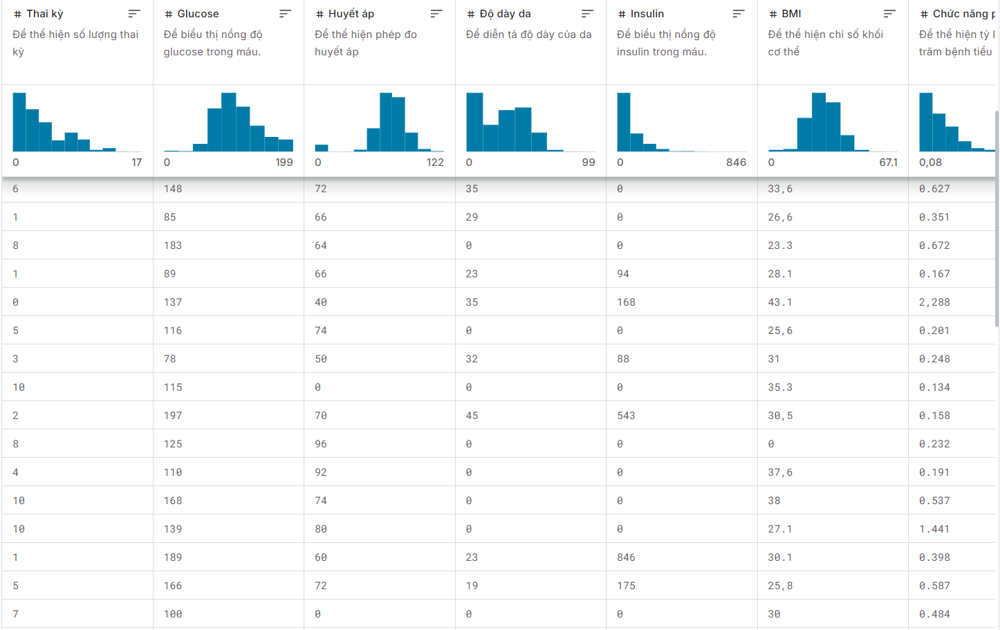 # Thai kỳ # Glucose # Huyết áp # Độ dày da # Insulin # BMI # Chức năng
Để thể hiện số lượng thai kỳ
Để biểu thị nồng độ glucose trong máu.
Để thể hiện phép đo huyết áp
Để diễn tả độ dày của da
Để biểu thị nồng độ insulin trong máu.
Để thể hiện chỉ số khối cơ thể
Để thể hiện tỷ
trăm bệnh tiểu
0 17 0 199 0 122 0 99 0 846 0 67.1 0,08
6 148 72 35 0 33,6 0.627
1 85 66 29 0 26,6 0.351
8 183 64 0 0 23.3 0.672
1 89 66 23 94 28.1 0.167
0 137 40 35 168 43.1 2,288
5 116 74 0 0 25,6 0.201
3 78 50 32 88 31 0.248
10 115 0 0 0 35.3 0.134
2 197 70 45 543 30,5 0.158
8 125 96 0 0 0 0.232
4 110 92 0 0 37,6 0.191
10 168 74 0 0 38 0.537
10 139 80 0 0 27.1 1.441
1 189 60 23 846 30.1 0.398
5 166 72 19 175 25,8 0.587
7 100 0 0 0 30 0.484